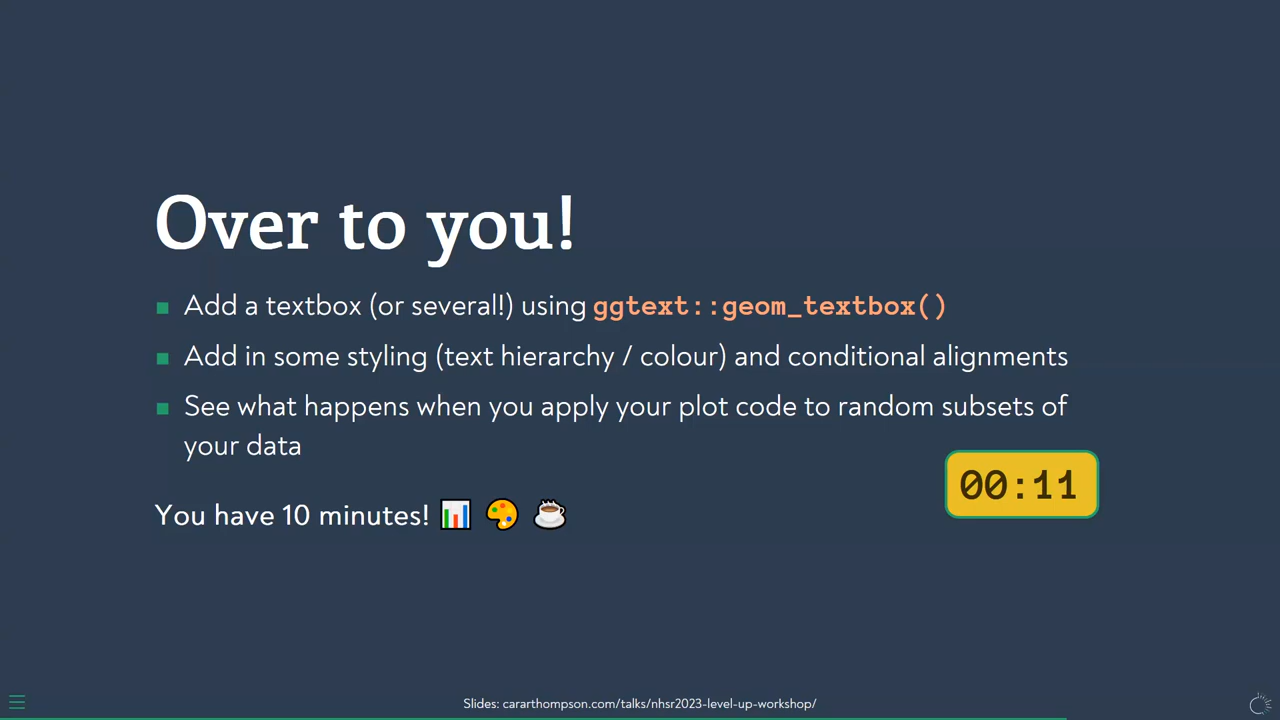 Over to you!
Add a textbox (or several!) using ggtext::geom_textbox()
Add in some styling (text hierarchy / colour) and conditional alignments
See what happens when you apply your plot code to random subsets of
your data
00:11
You have 10 minutes! 📊 🎨 ☕
Slides: cararthompson.com/talks/nhsr2023-level-up-workshop/